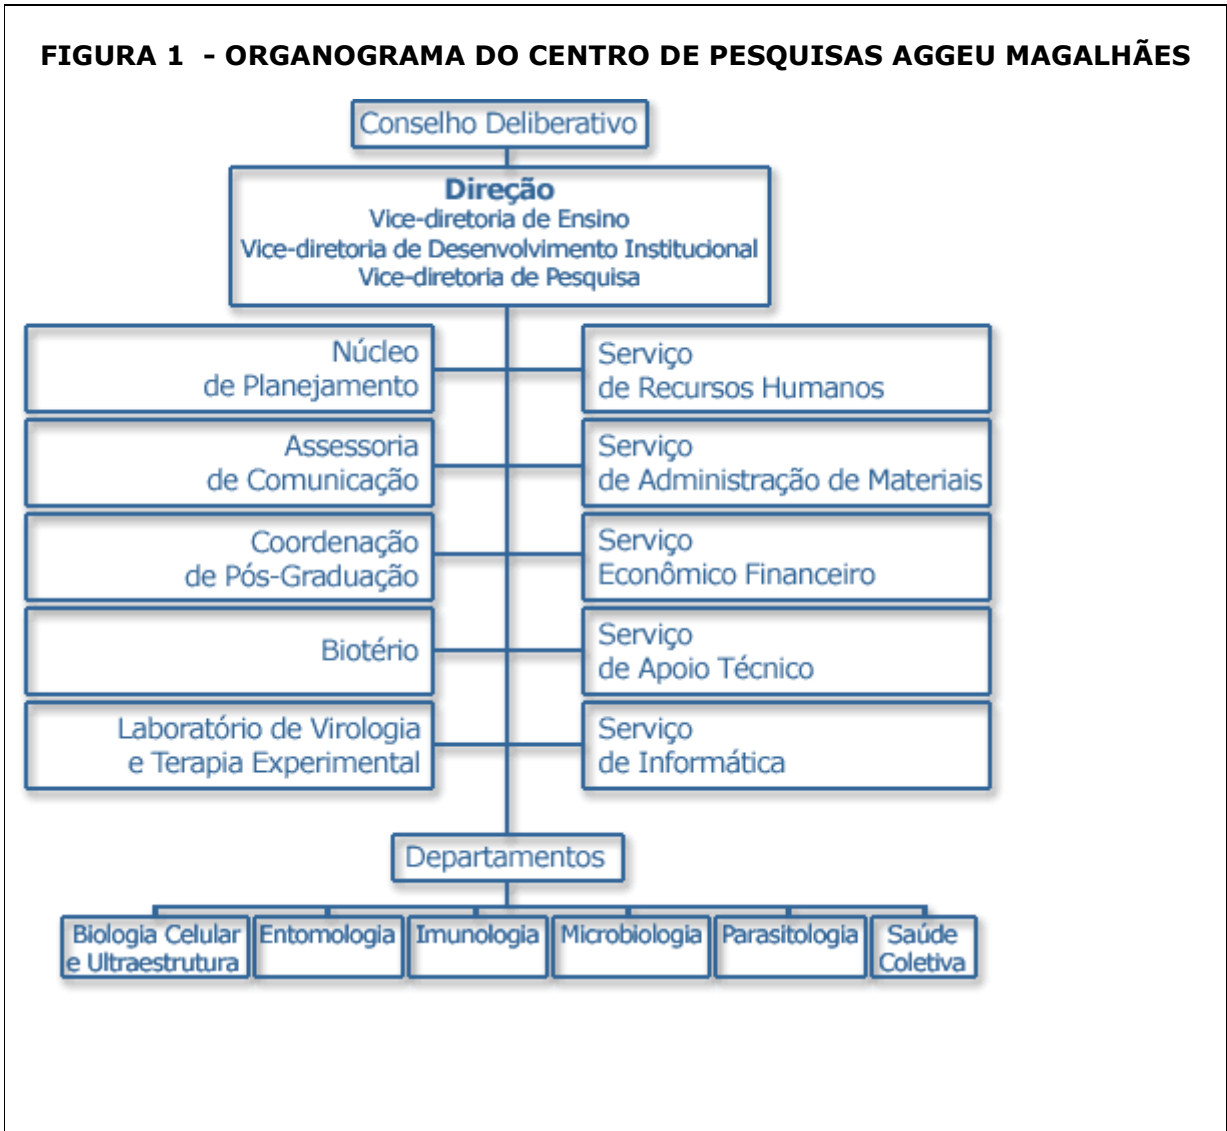 FIGURA 1 - ORGANOGRAMA DO CENTRO DE PESQUISAS AGGEU MAGALHÃES
Conselho Deliberativo
Direção
Vice-diretoria de Ensino
Vice-diretoria de Desenvolvimento Institucional
Vice-diretoria de Pesquisa
Núcleo
de Planejamento
Serviço
de Recursos Humanos
Assessoria
de Comunicação
Serviço
de Administração de Materiais
Coordenação
de Pós-Graduação
Serviço
Econômico Financeiro
Biotério
Serviço
de Apoio Técnico
Laboratório de Virologia
e Terapia Experimental
Serviço
de Informática
Departamentos
Biologia Celular
e Ultraestrutura
Entomologia
Imunologia
Microbiologia
Parasitologia
Saúde
Coletiva